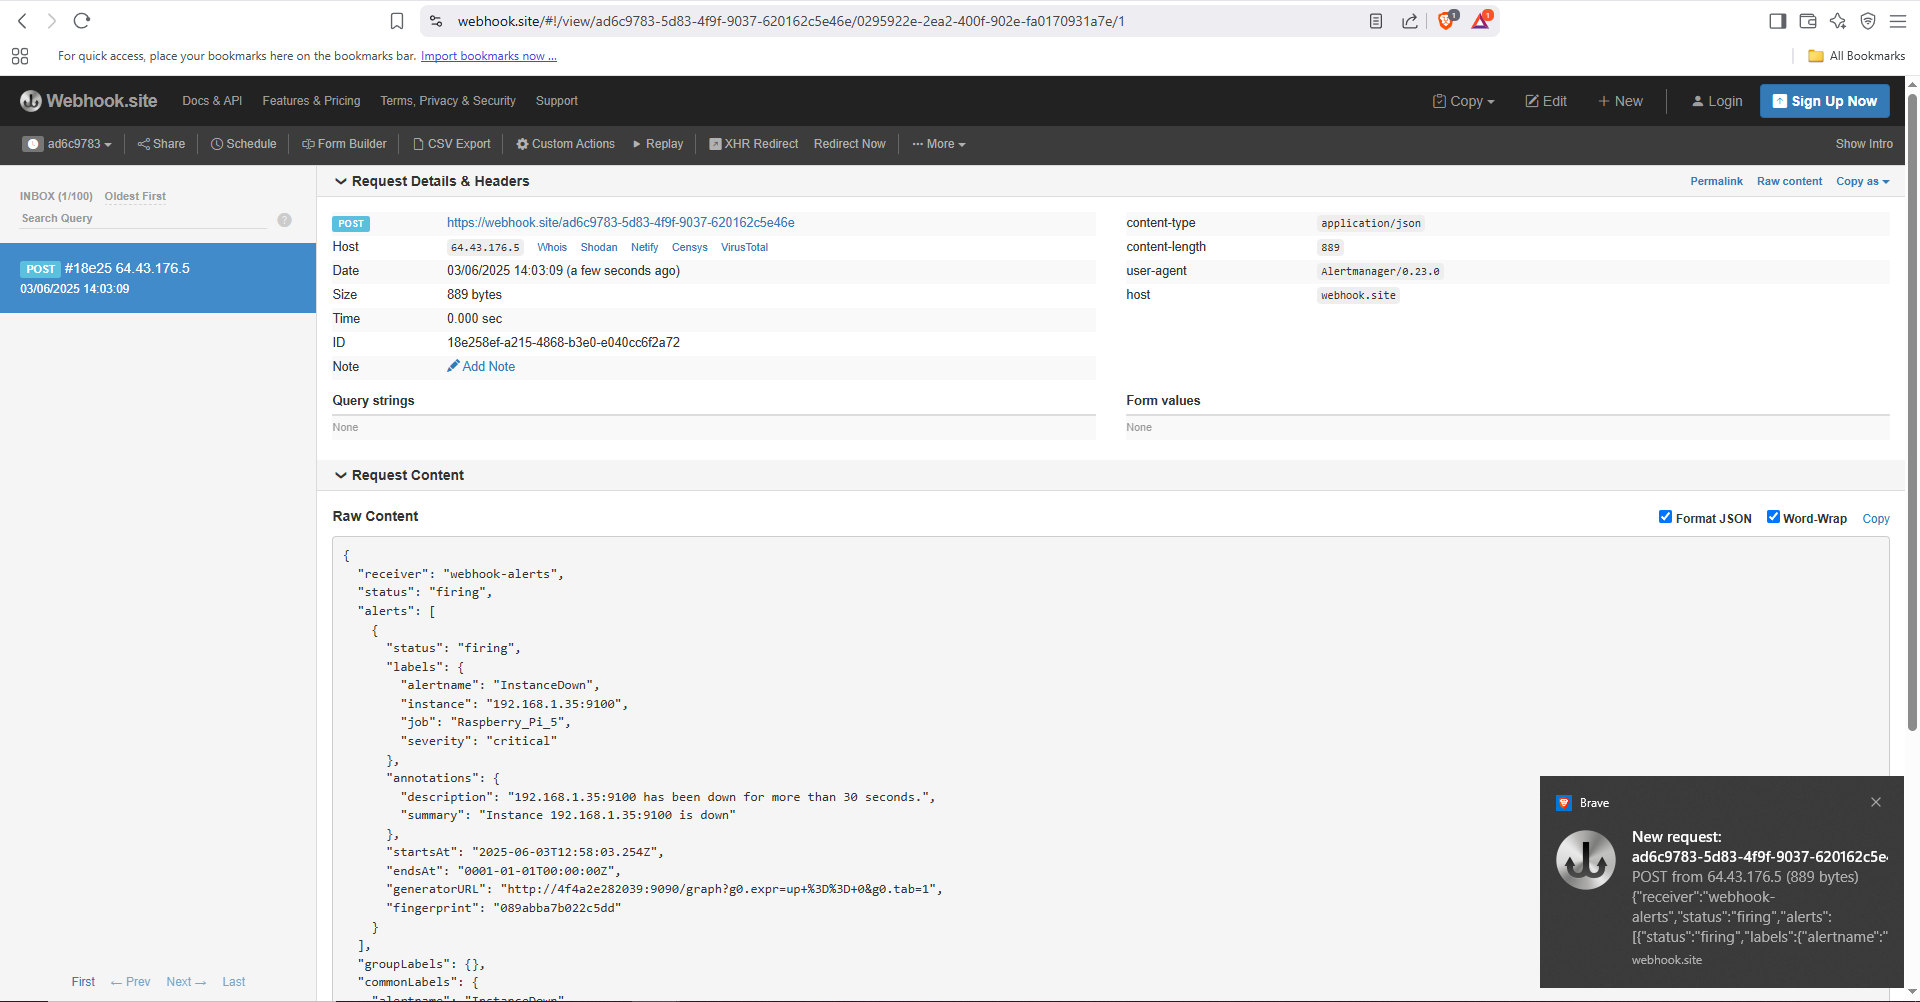 webhook.site/#!/view/ad6c9783-5d83-4f9f-9037-620162c5e46e/0295922e-2ea2-400f-902e-fa0170931a7e/1
1
1
For quick access, place your bookmarks here on the bookmarks bar. Import bookmarks now ...
All Bookmarks
Webhook.site Docs & API Features & Pricing Terms, Privacy & Security Support Copy Edit + New Login Sign Up Now
ad6c9783 Share Schedule Form Builder CSV Export Custom Actions Replay XHR Redirect Redirect Now ··· More Show Intro
INBOX (1/100) Oldest First
Search Query ?
POST #18e25 64.43.176.5
03/06/2025 14:03:09
Request Details & Headers Permalink Raw content Copy as
POST https://webhook.site/ad6c9783-5d83-4f9f-9037-620162c5e46e
Host 64.43.176.5 Whois Shodan Netify Censys VirusTotal
Date 03/06/2025 14:03:09 (a few seconds ago)
Size 889 bytes
Time 0.000 sec
ID 18e258ef-a215-4868-b3e0-e040cc6f2a72
Note Add Note
content-type application/json
content-length 889
user-agent Alertmanager/0.23.0
host webhook.site
Query strings
None
Form values
None
Request Content
Raw Content Format JSON Word-Wrap Copy
{
"receiver": "webhook-alerts",
"status": "firing",
"alerts": [
{
"status": "firing",
"labels": {
"alertname": "InstanceDown",
"instance": "192.168.1.35:9100",
"job": "Raspberry_Pi_5",
"severity": "critical"
},
"annotations": {
"description": "192.168.1.35:9100 has been down for more than 30 seconds.",
"summary": "Instance 192.168.1.35:9100 is down"
},
"startsAt": "2025-06-03T12:58:03.254Z",
"endsAt": "0001-01-01T00:00:00Z",
"generatorURL": "http://4f4a2e282039:9090/graph?g0.expr=up+%3D%3D+0&g0.tab=1",
"fingerprint": "089abba7b022c5dd"
}
],
"groupLabels": {},
"commonLabels": {
"alertname": "InstanceDown",
First ← Prev Next → Last
Brave
New request:
ad6c9783-5d83-4f9f-9037-620162c5e
POST from 64.43.176.5 (889 bytes)
{"receiver":"webhook-
alerts","status":"firing","alerts":
[{"status":"firing","labels":{"alertname":"
webhook.site